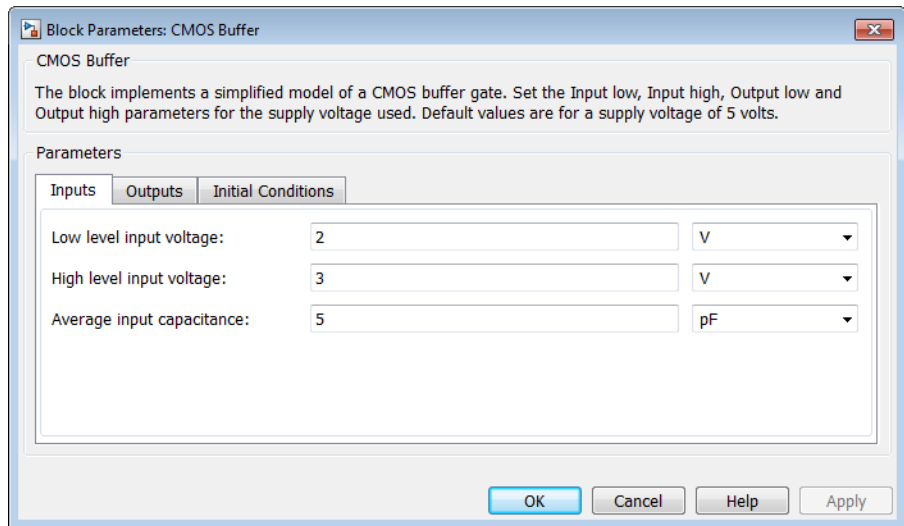 Block Parameters: CMOS Buffer
CMOS Buffer
The block implements a simplified model of a CMOS buffer gate. Set the Input low, Input high, Output low and
Output high parameters for the supply voltage used. Default values are for a supply voltage of 5 volts.
Parameters
Inputs Outputs Initial Conditions
Low level input voltage: 2 V
High level input voltage: 3 V
Average input capacitance: 5 pF
OK Cancel Help Apply